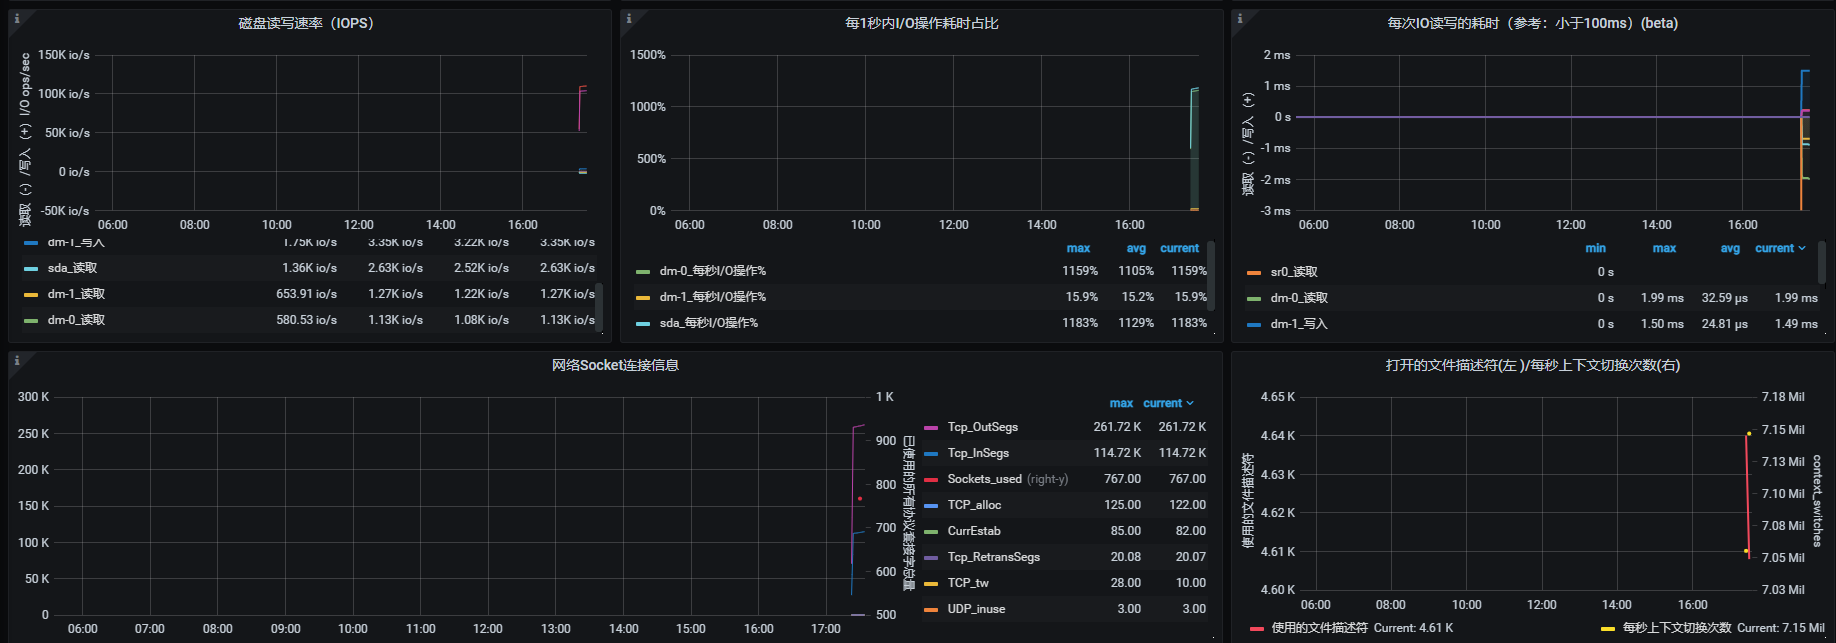 磁盘读写速率（IOPS）
读取（-）/写入（+）I/O ops/sec
150K io/s
100K io/s
50K io/s
0 io/s
-50K io/s
06:00 08:00 10:00 12:00 14:00 16:00
dm-1_写入 1.75K io/s 3.35K io/s 3.22K io/s 3.35K io/s
sda_读取 1.36K io/s 2.63K io/s 2.52K io/s 2.63K io/s
dm-1_读取 653.91 io/s 1.27K io/s 1.22K io/s 1.27K io/s
dm-0_读取 580.53 io/s 1.13K io/s 1.08K io/s 1.13K io/s
每1秒内I/O操作耗时占比
1500%
1000%
500%
0%
06:00 08:00 10:00 12:00 14:00 16:00
max avg current
dm-0_每秒I/O操作% 1159% 1105% 1159%
dm-1_每秒I/O操作% 15.9% 15.2% 15.9%
sda_每秒I/O操作% 1183% 1129% 1183%
每次IO读写的耗时（参考：小于100ms）(beta)
读取（-）/写入（+）
2 ms
1 ms
0 s
-1 ms
-2 ms
-3 ms
06:00 08:00 10:00 12:00 14:00 16:00
min max avg current
sr0_读取 0 s
dm-0_读取 0 s 1.99 ms 32.59 µs 1.99 ms
dm-1_写入 0 s 1.50 ms 24.81 µs 1.49 ms
网络Socket连接信息
300 K
250 K
200 K
150 K
100 K
50 K
0
1 K
900
800
700
600
500
已使用的所有协议套接字总量
06:00 07:00 08:00 09:00 10:00 11:00 12:00 13:00 14:00 15:00 16:00 17:00
max current
Tcp_OutSegs 261.72 K 261.72 K
Tcp_InSegs 114.72 K 114.72 K
Sockets_used (right-y) 767.00 767.00
TCP_alloc 125.00 122.00
CurrEstab 85.00 82.00
Tcp_RetransSegs 20.08 20.07
TCP_tw 28.00 10.00
UDP_inuse 3.00 3.00
打开的文件描述符(左 )/每秒上下文切换次数(右)
使用的文件描述符
4.65 K
4.64 K
4.63 K
4.62 K
4.61 K
4.60 K
7.18 Mil
7.15 Mil
7.13 Mil
7.10 Mil
7.08 Mil
7.05 Mil
7.03 Mil
context_switches
06:00 08:00 10:00 12:00 14:00 16:00
使用的文件描述符 Current: 4.61 K 每秒上下文切换次数 Current: 7.15 Mil